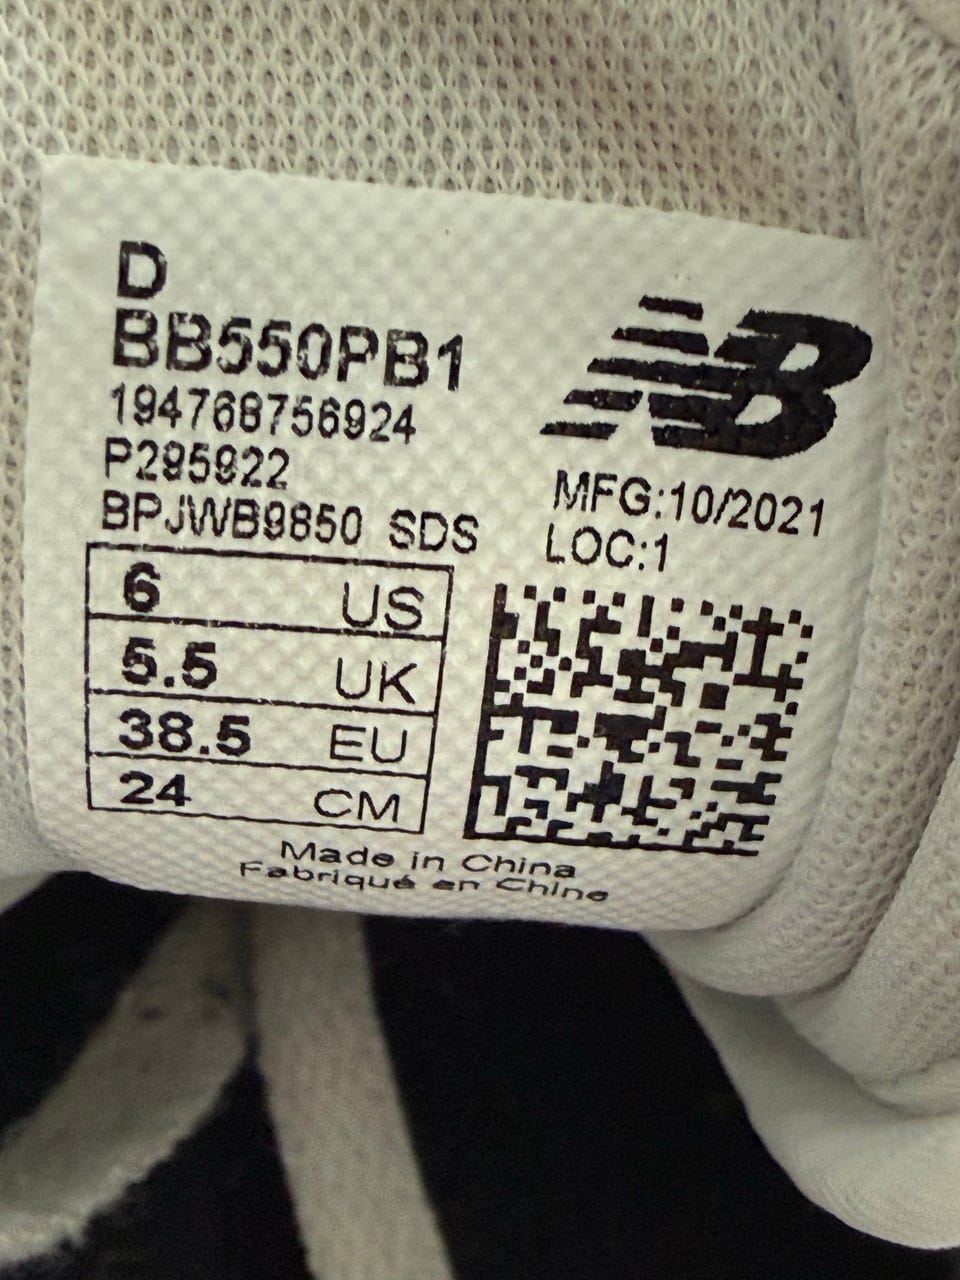 D
BB550PB1
194768756924
P295922
BPJWB9850 SDS
6 US
5.5 UK
38.5 EU
24 CM
NB
MFG:10/2021
LOC:1
Made in China
Fabriqué en Chine